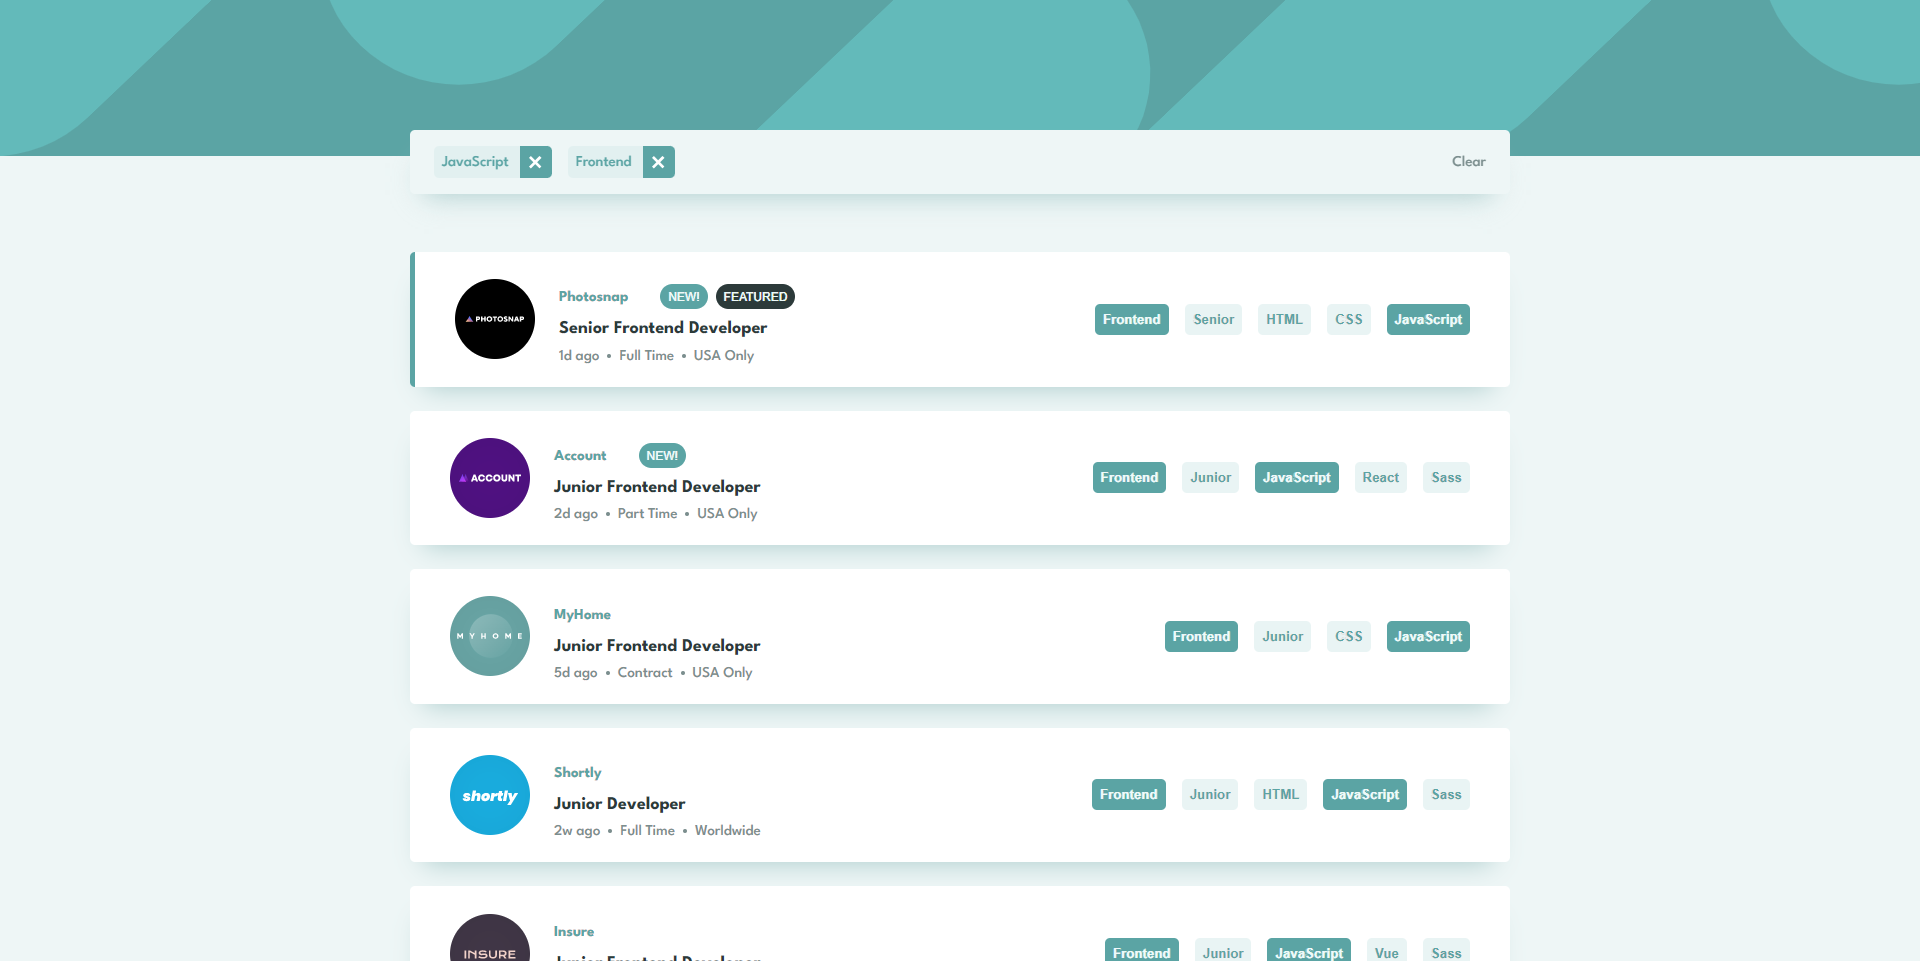 JavaScript Frontend Clear
PHOTOSNAP
Photosnap NEW! FEATURED
Senior Frontend Developer
1d ago • Full Time • USA Only
Frontend Senior HTML CSS JavaScript
ACCOUNT
Account NEW!
Junior Frontend Developer
2d ago • Part Time • USA Only
Frontend Junior JavaScript React Sass
MYHOME
MyHome
Junior Frontend Developer
5d ago • Contract • USA Only
Frontend Junior CSS JavaScript
shortly
Shortly
Junior Developer
2w ago • Full Time • Worldwide
Frontend Junior HTML JavaScript Sass
INSURE
Insure
Junior Frontend Developer
Frontend Junior JavaScript Vue Sass